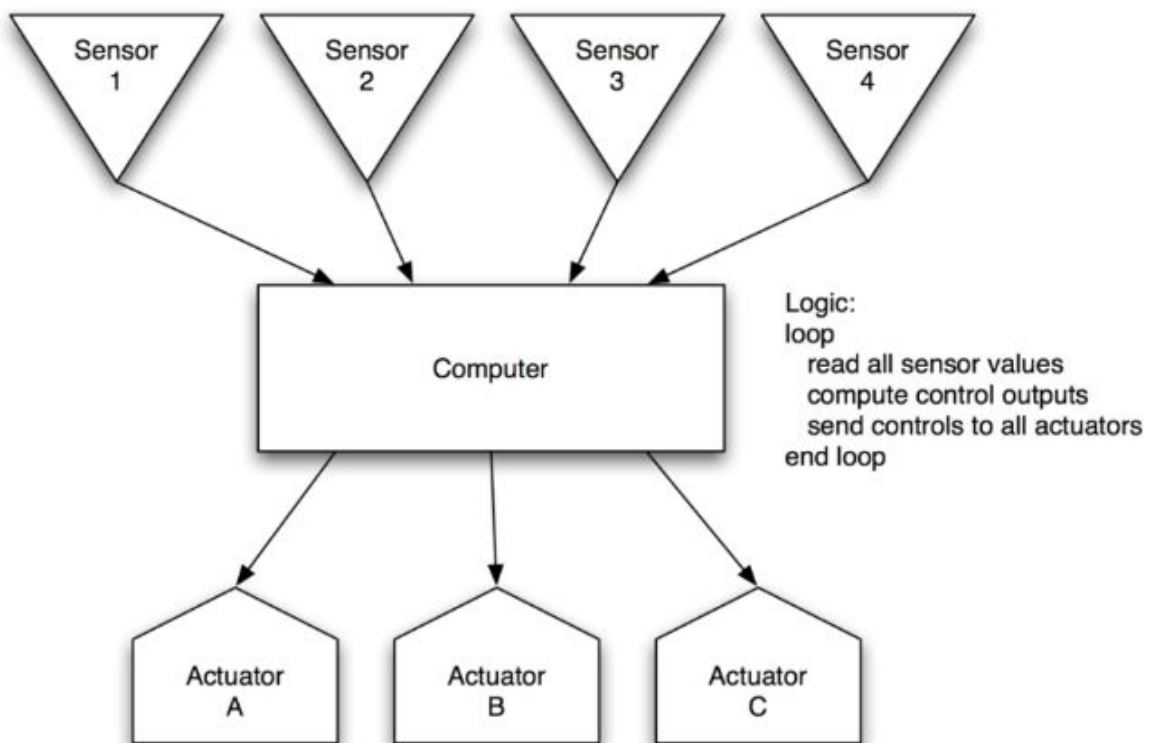 Sensor
1
Sensor
2
Sensor
3
Sensor
4
Computer
Logic:
loop
read all sensor values
compute control outputs
send controls to all actuators
end loop
Actuator
A
Actuator
B
Actuator
C